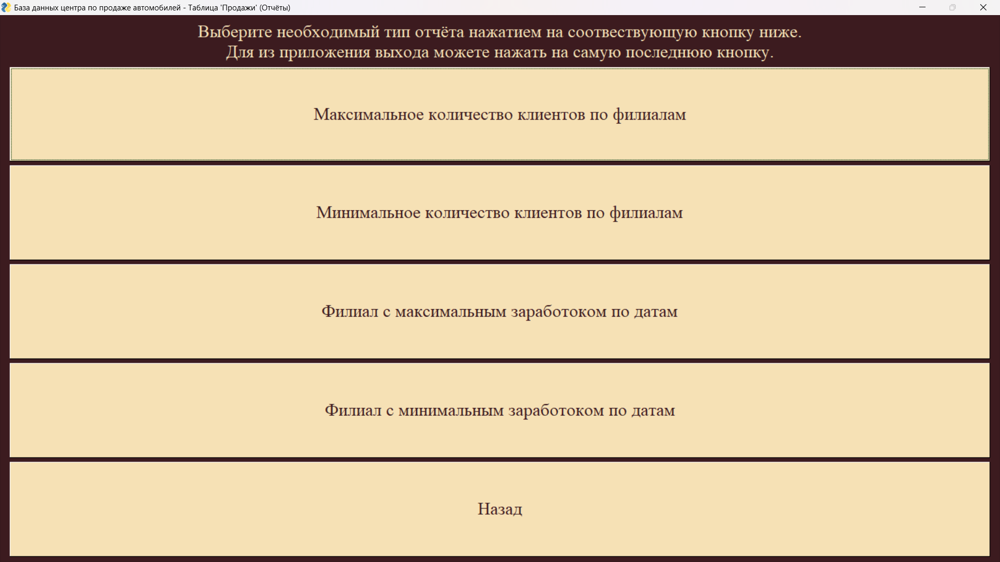 База данных центра по продаже автомобилей - Таблица 'Продажи' (Отчёты)
Выберите необходимый тип отчёта нажатием на соотвествующую кнопку ниже.
Для из приложения выхода можете нажать на самую последнюю кнопку.
Максимальное количество клиентов по филиалам
Минимальное количество клиентов по филиалам
Филиал с максимальным заработоком по датам
Филиал с минимальным заработоком по датам
Назад